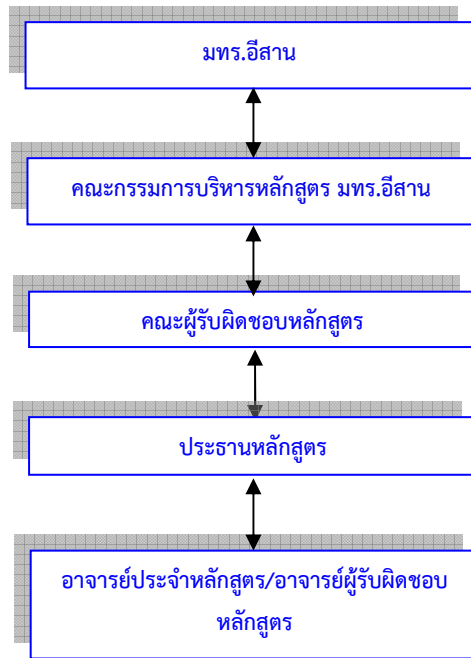 มทร.อีสาน
คณะกรรมการบริหารหลักสูตร มทร.อีสาน
คณะผู้รับผิดชอบหลักสูตร
ประธานหลักสูตร
อาจารย์ประจำหลักสูตร/อาจารย์ผู้รับผิดชอบ
หลักสูตร